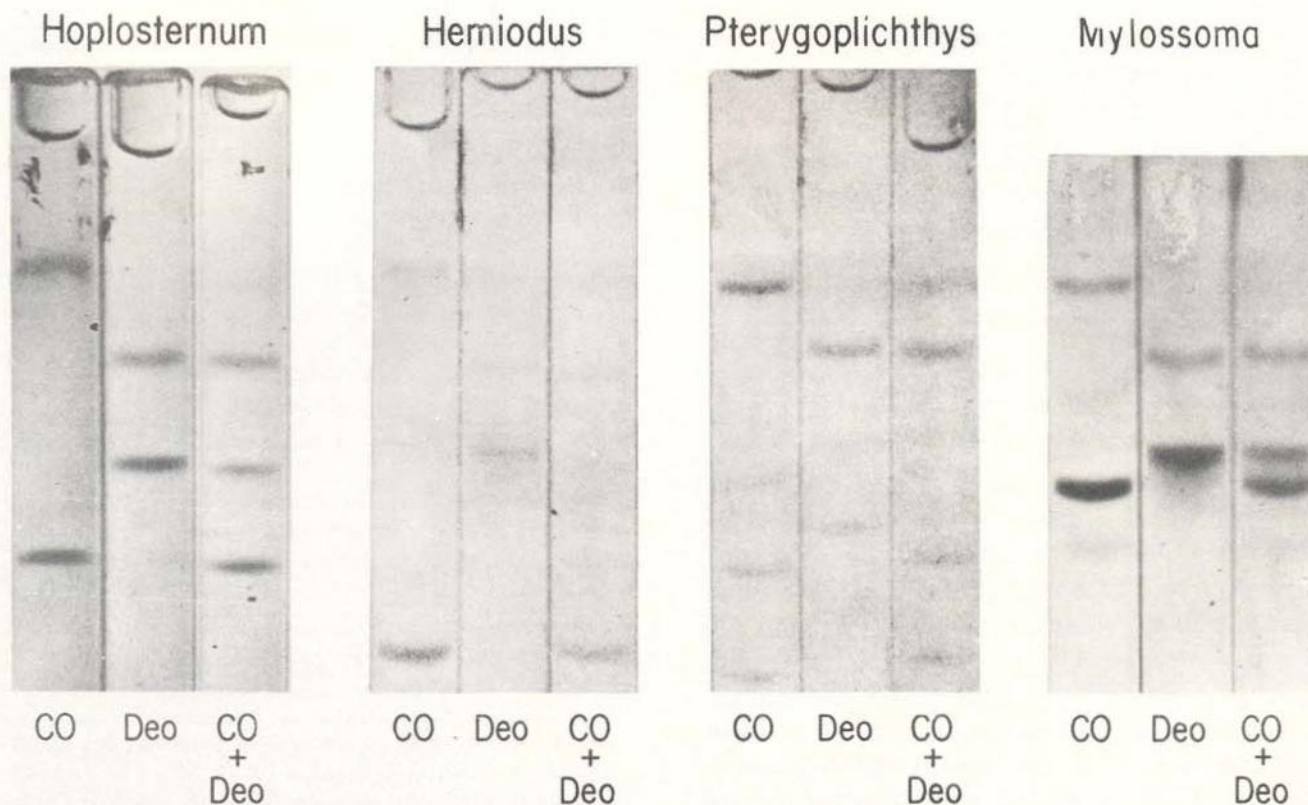 Hoplosternum Hemiodus Pterygoplichthys Mylossoma
CO Deo CO + Deo CO Deo CO + Deo CO Deo CO + Deo CO Deo CO + Deo